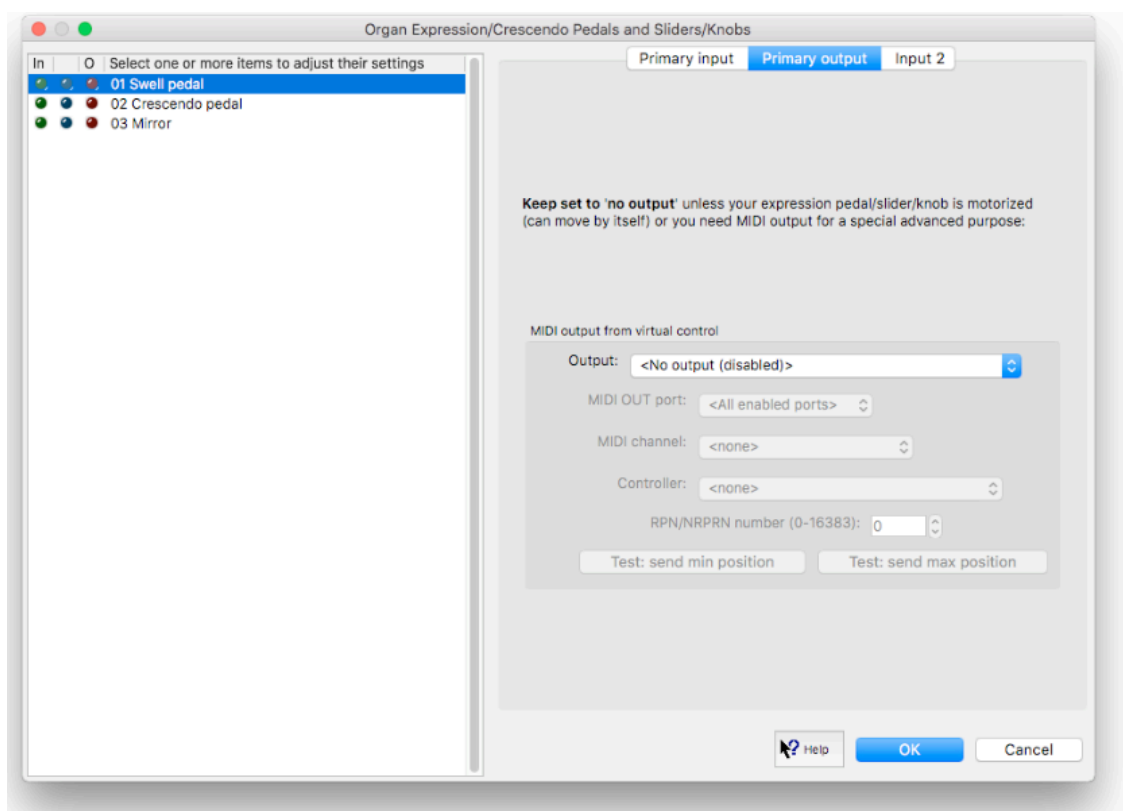 Organ Expression/Crescendo Pedals and Sliders/Knobs
In O Select one or more items to adjust their settings
01 Swell pedal
02 Crescendo pedal
03 Mirror
Primary input Primary output Input 2
Keep set to 'no output' unless your expression pedal/slider/knob is motorized
(can move by itself) or you need MIDI output for a special advanced purpose:
MIDI output from virtual control
Output: <No output (disabled)>
MIDI OUT port: <All enabled ports>
MIDI channel: <none>
Controller: <none>
RPN/NRPRN number (0-16383): 0
Test: send min position Test: send max position
Help OK Cancel